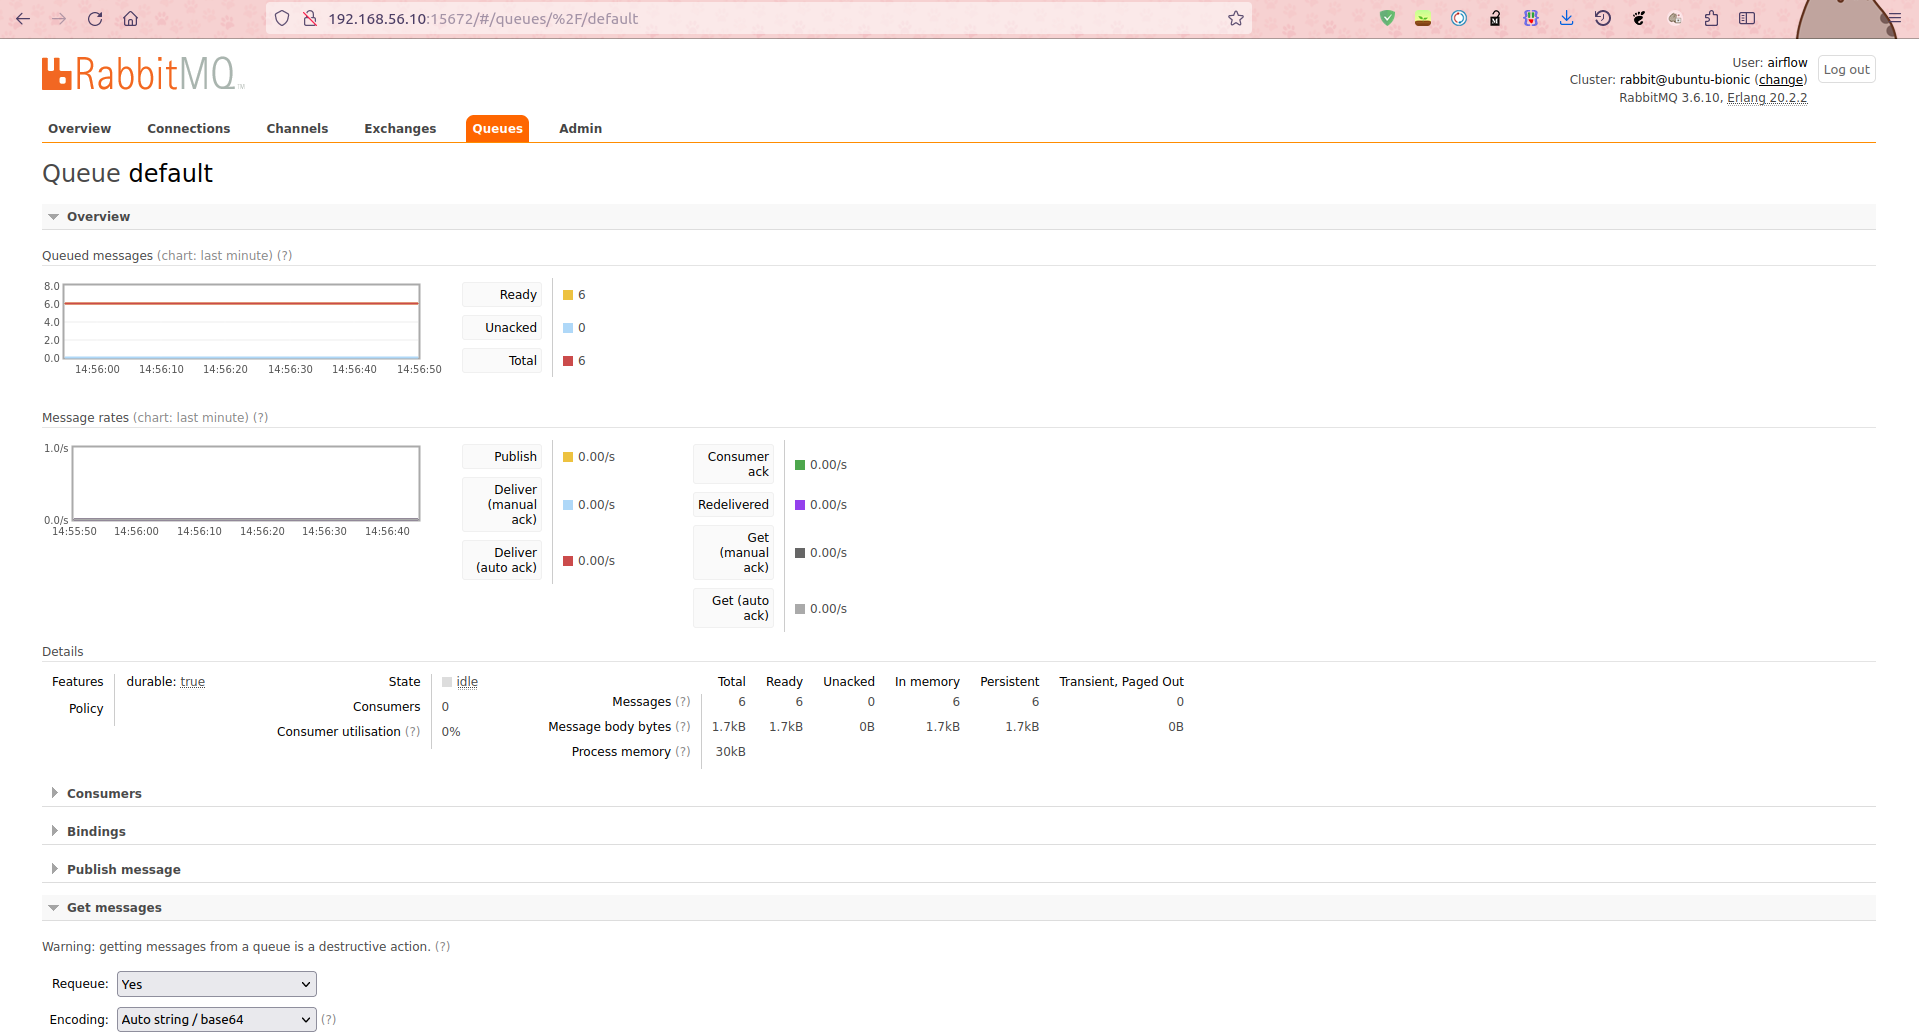 192.168.56.10:15672/#/queues/%2F/default
RabbitMQ TM
User: airflow
Cluster: rabbit@ubuntu-bionic (change)
RabbitMQ 3.6.10, Erlang 20.2.2
Log out
Overview Connections Channels Exchanges Queues Admin
Queue default
Overview
Queued messages (chart: last minute) (?)
8.0
6.0
4.0
2.0
0.0
14:56:00 14:56:10 14:56:20 14:56:30 14:56:40 14:56:50
Ready 6
Unacked 0
Total 6
Message rates (chart: last minute) (?)
1.0/s
0.0/s
14:55:50 14:56:00 14:56:10 14:56:20 14:56:30 14:56:40
Publish 0.00/s
Deliver
(manual
ack) 0.00/s
Deliver
(auto ack) 0.00/s
Consumer
ack 0.00/s
Redelivered 0.00/s
Get
(manual
ack) 0.00/s
Get (auto
ack) 0.00/s
Details
Features durable: true
Policy
State idle
Consumers 0
Consumer utilisation (?) 0%
Total Ready Unacked In memory Persistent Transient, Paged Out
Messages (?) 6 6 0 6 6 0
Message body bytes (?) 1.7kB 1.7kB 0B 1.7kB 1.7kB 0B
Process memory (?) 30kB
Consumers
Bindings
Publish message
Get messages
Warning: getting messages from a queue is a destructive action. (?)
Requeue: Yes
Encoding: Auto string / base64 (?)